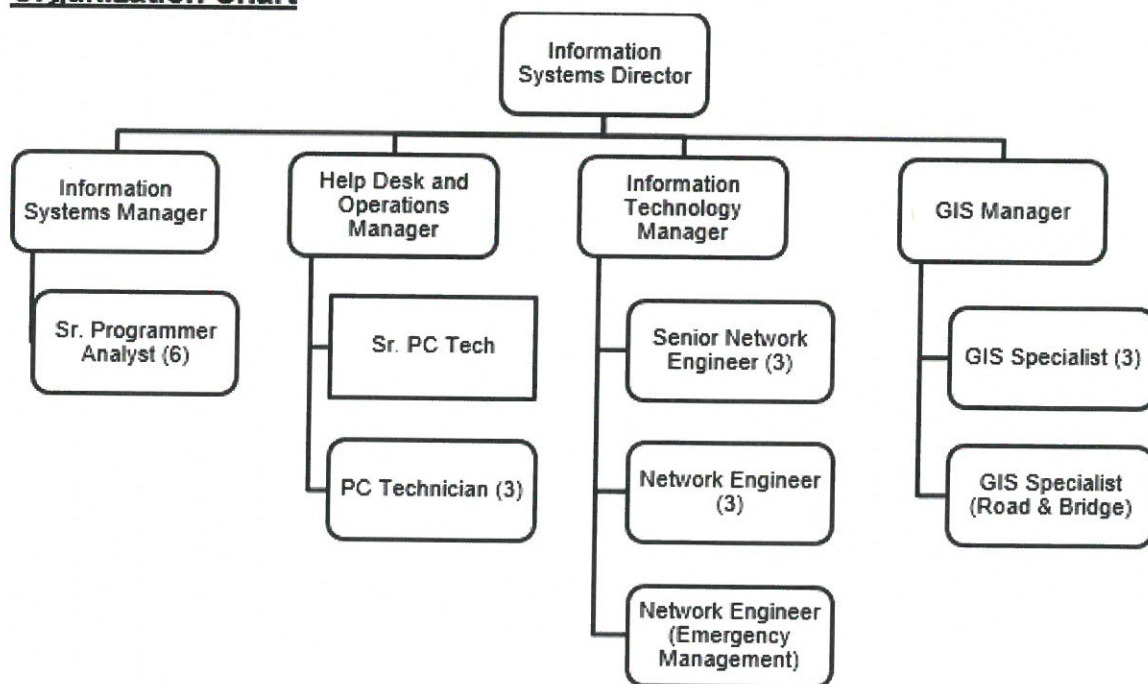 Organization Chart
Information
Systems Director
Information
Systems Manager
Help Desk and
Operations
Manager
Information
Technology
Manager
GIS Manager
Sr. Programmer
Analyst (6)
Sr. PC Tech
PC Technician (3)
Senior Network
Engineer (3)
Network Engineer
(3)
Network Engineer
(Emergency
Management)
GIS Specialist (3)
GIS Specialist
(Road & Bridge)